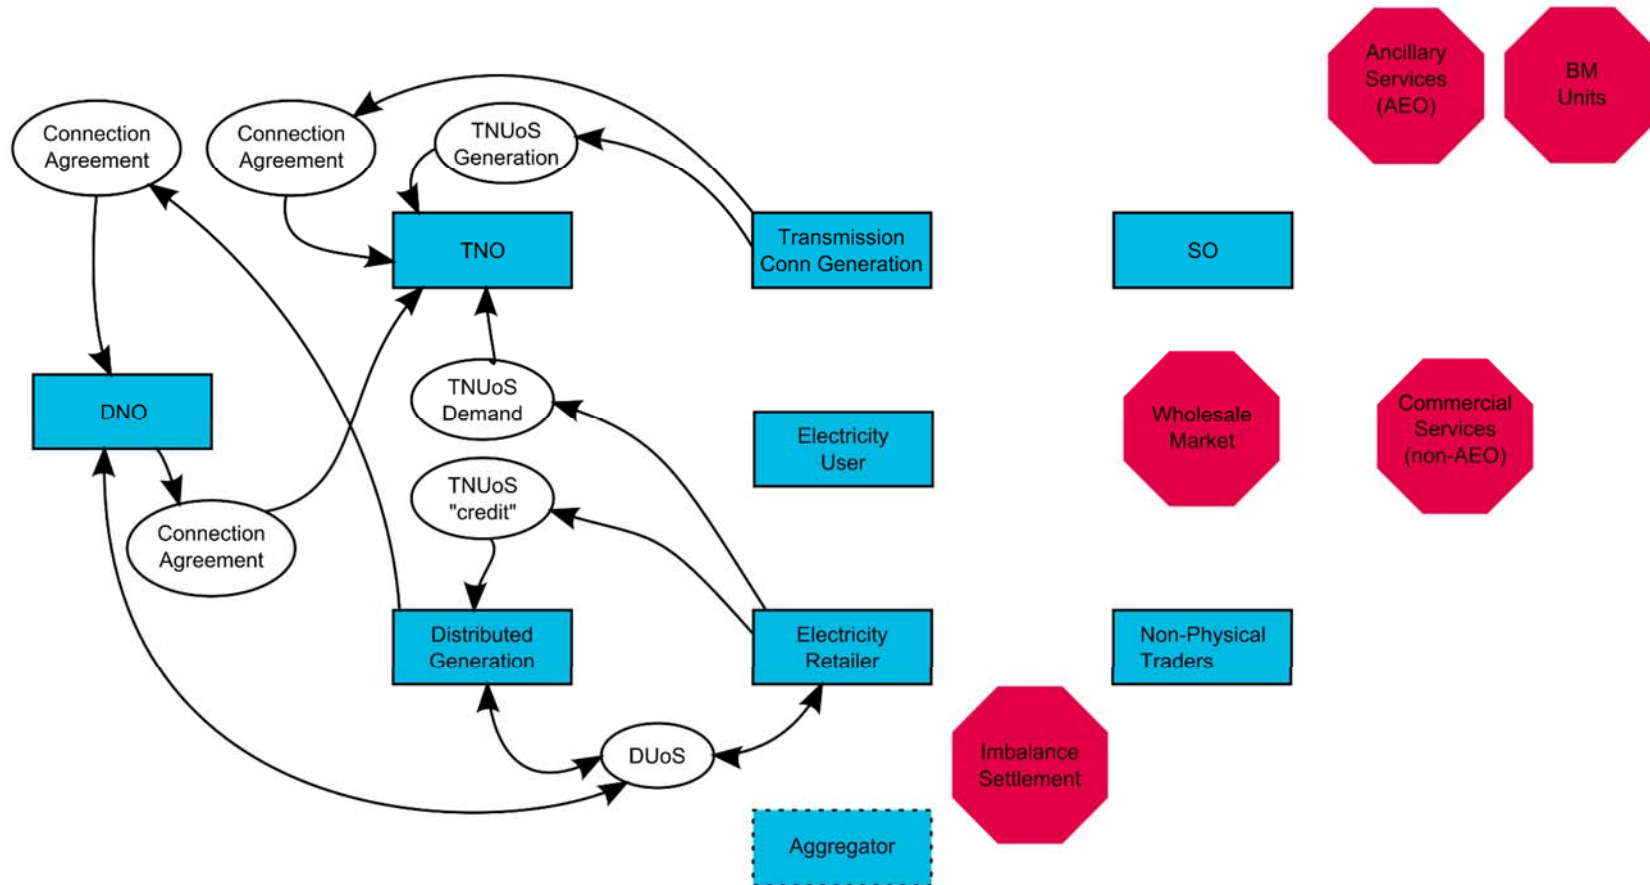 Ancillary
Services
(AEO)
BM
Units
Connection
Agreement
Connection
Agreement
TNUoS
Generation
TNO
Transmission
Conn Generation
SO
DNO
TNUoS
Demand
Electricity
User
Wholesale
Market
Commercial
Services
(non-AEO)
TNUoS
"credit"
Connection
Agreement
Distributed
Generation
Electricity
Retailer
Non-Physical
Traders
DUoS
Imbalance
Settlement
Aggregator